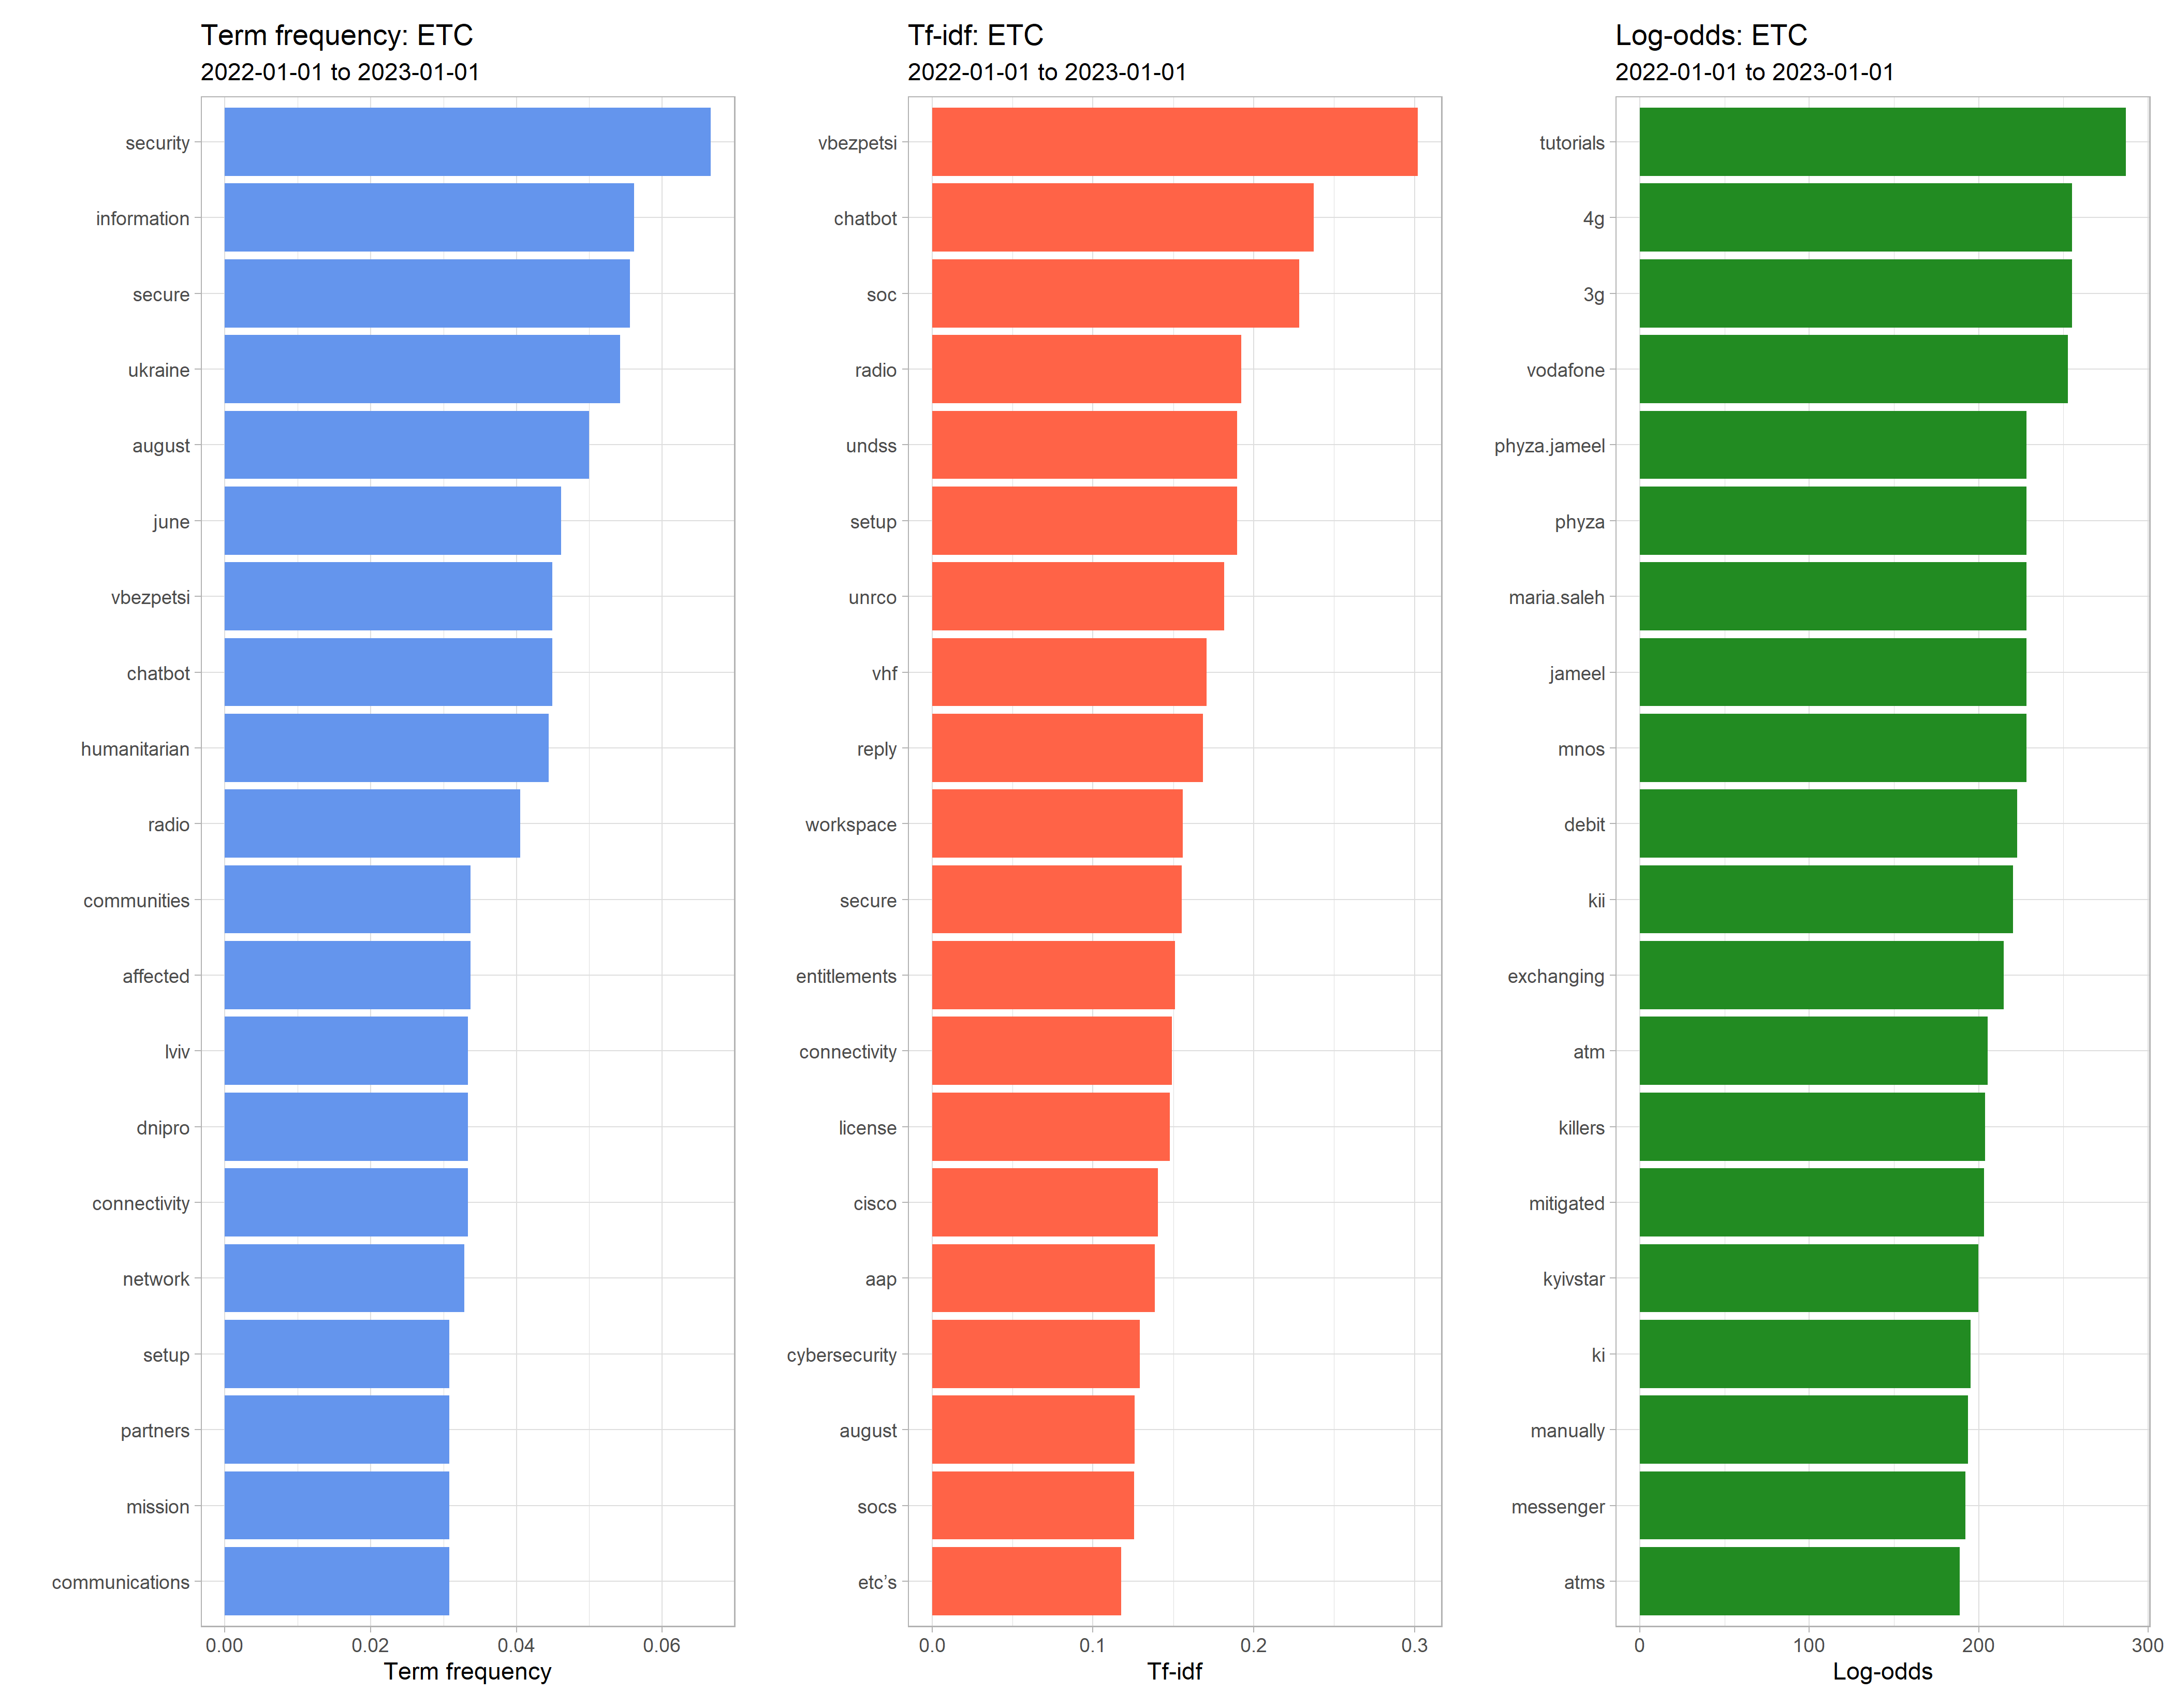 Term frequency: ETC
2022-01-01 to 2023-01-01
security
information
secure
ukraine
august
june
vbezpetsi
chatbot
humanitarian
radio
communities
affected
lviv
dnipro
connectivity
network
setup
partners
mission
communications
0.00 0.02 0.04 0.06
Term frequency
Tf-idf: ETC
2022-01-01 to 2023-01-01
vbezpetsi
chatbot
soc
radio
undss
setup
unrco
vhf
reply
workspace
secure
entitlements
connectivity
license
cisco
aap
cybersecurity
august
socs
etc’s
0.0 0.1 0.2 0.3
Tf-idf
Log-odds: ETC
2022-01-01 to 2023-01-01
tutorials
4g
3g
vodafone
phyza.jameel
phyza
maria.saleh
jameel
mnos
debit
kii
exchanging
atm
killers
mitigated
kyivstar
ki
manually
messenger
atms
0 100 200 300
Log-odds